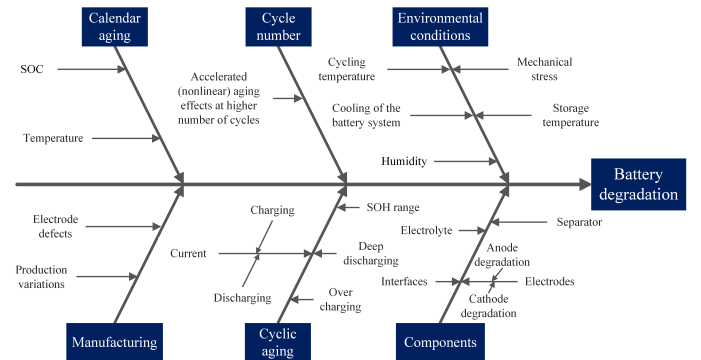 Calendar
aging
Cycle
number
Environmental
conditions
SOC
Temperature
Accelerated
(nonlinear) aging
effects at higher
number of cycles
Cycling
temperature
Mechanical
stress
Cooling of the
battery system
Storage
temperature
Humidity
Battery
degradation
Electrode
defects
Production
variations
Charging
SOH range
Current
Deep
discharging
Discharging
Over
charging
Electrolyte
Separator
Anode
degradation
Interfaces
Electrodes
Cathode
degradation
Manufacturing
Cyclic
aging
Components